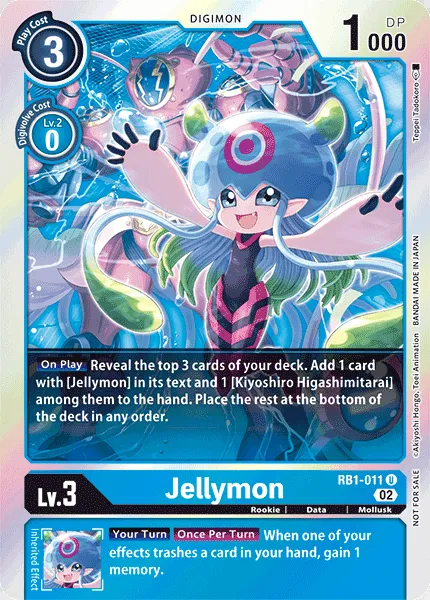 DIGIMON
Play Cost
3
1000
DP
Digivolve Cost
Lv.2
0
Teppei Tadokoro
©Akiyoshi Hongo, Toei Animation BANDAI MADE IN JAPAN
On Play Reveal the top 3 cards of your deck. Add 1 card
with [Jellymon] in its text and 1 [Kiyoshiro Higashimitarai]
among them to the hand. Place the rest at the bottom of
the deck in any order.
RB1-011 U
Lv.3
Jellymon
02
Rookie | Data | Mollusk
NOT FOR SALE
Inherited Effect
Your Turn Once Per Turn When one of your
effects trashes a card in your hand, gain 1
memory.